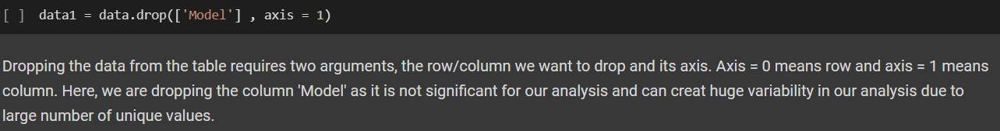 [ ] data1 = data.drop(['Model'] , axis = 1)
Dropping the data from the table requires two arguments, the row/column we want to drop and its axis. Axis = 0 means row and axis = 1 means
column. Here, we are dropping the column 'Model' as it is not significant for our analysis and can creat huge variability in our analysis due to
large number of unique values.